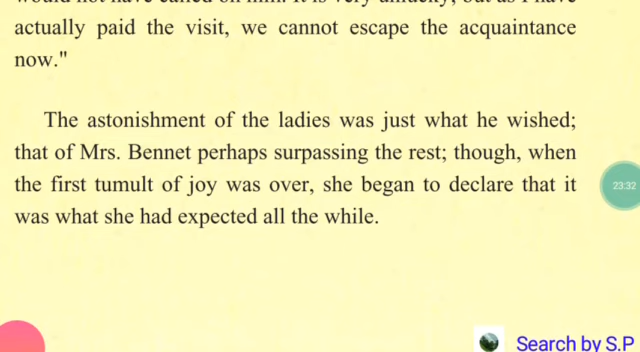 actually paid the visit, we cannot escape the acquaintance
now."
The astonishment of the ladies was just what he wished;
that of Mrs. Bennet perhaps surpassing the rest; though, when
the first tumult of joy was over, she began to declare that it
was what she had expected all the while.
23:32
Search by S.P